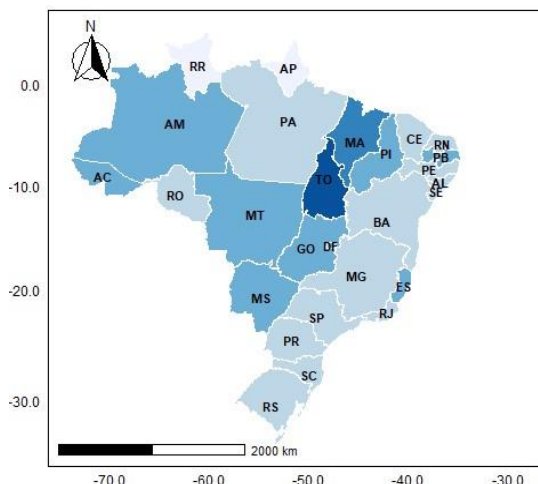 N
0.0
-10.0
-20.0
-30.0
RR
AP
AM
PA
MA
CE
RN
PB
PI
PE
AL
SE
AC
RO
TO
MT
BA
GO
DF
MG
ES
MS
SP
RJ
PR
SC
RS
2000 km
-70.0 -60.0 -50.0 -40.0 -30.0